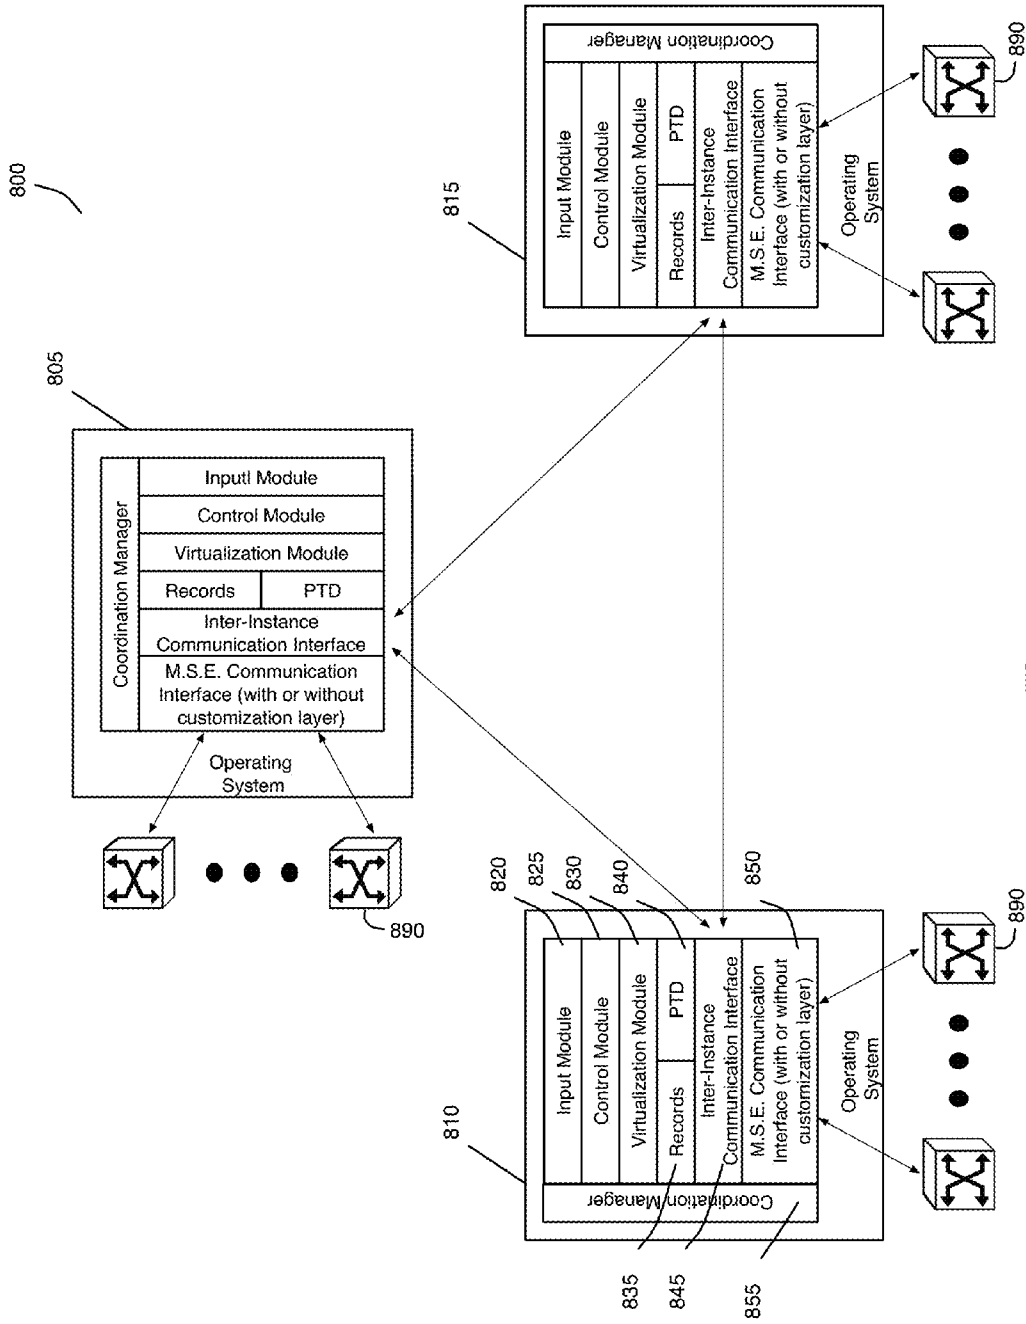 800
805
Coordination Manager
Inputl Module
Control Module
Virtualization Module
Records
PTD
Inter-Instance
Communication Interface
M.S.E. Communication
Interface (with or without
customization layer)
Operating
System
890
810
820
825
830
840
850
Input Module
Control Module
Virtualization Module
Records
PTD
Inter-Instance
Communication Interface
M.S.E. Communication
Interface (with or without
customization layer)
Coordination Manager
Operating
System
835
845
855
890
815
Input Module
Control Module
Virtualization Module
Records
PTD
Inter-Instance
Communication Interface
M.S.E. Communication
Interface (with or without
customization layer)
Coordination Manager
Operating
System
890